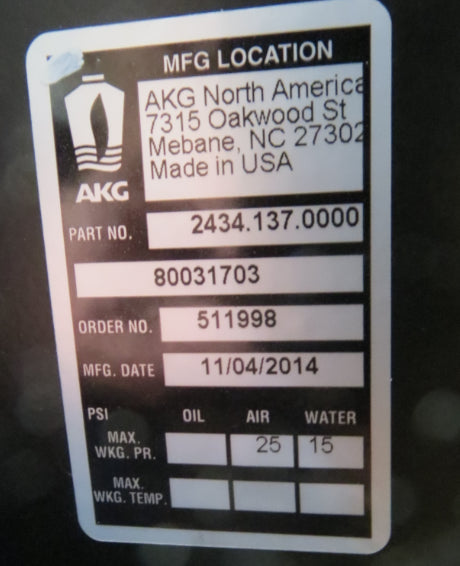 MFG LOCATION
AKG North America
7315 Oakwood St
Mebane, NC 27302
Made in USA
AKG
PART NO. 2434.137.0000
80031703
ORDER NO. 511998
MFG. DATE 11/04/2014
PSI OIL AIR WATER
MAX.
WKG. PR. 25 15
MAX.
WKG. TEMP.